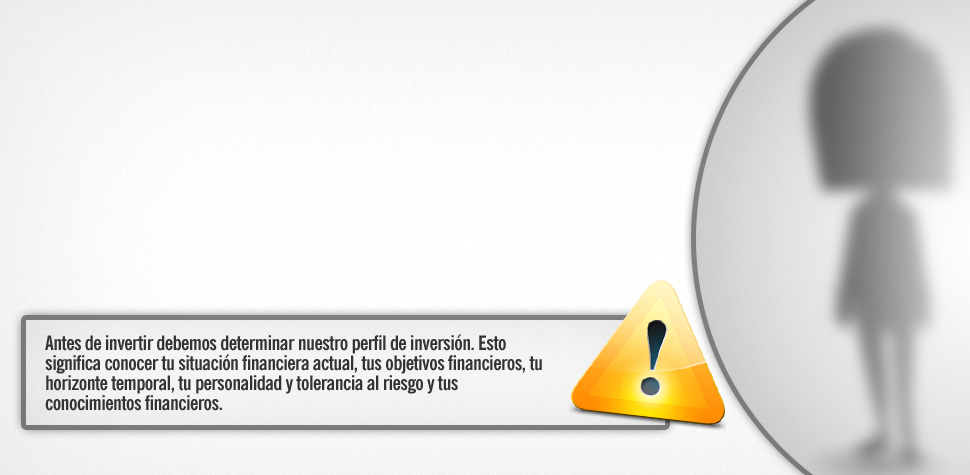 Antes de invertir debemos determinar nuestro perfil de inversión. Esto
significa conocer tu situación financiera actual, tus objetivos financieros, tu
horizonte temporal, tu personalidad y tolerancia al riesgo y tus
conocimientos financieros.